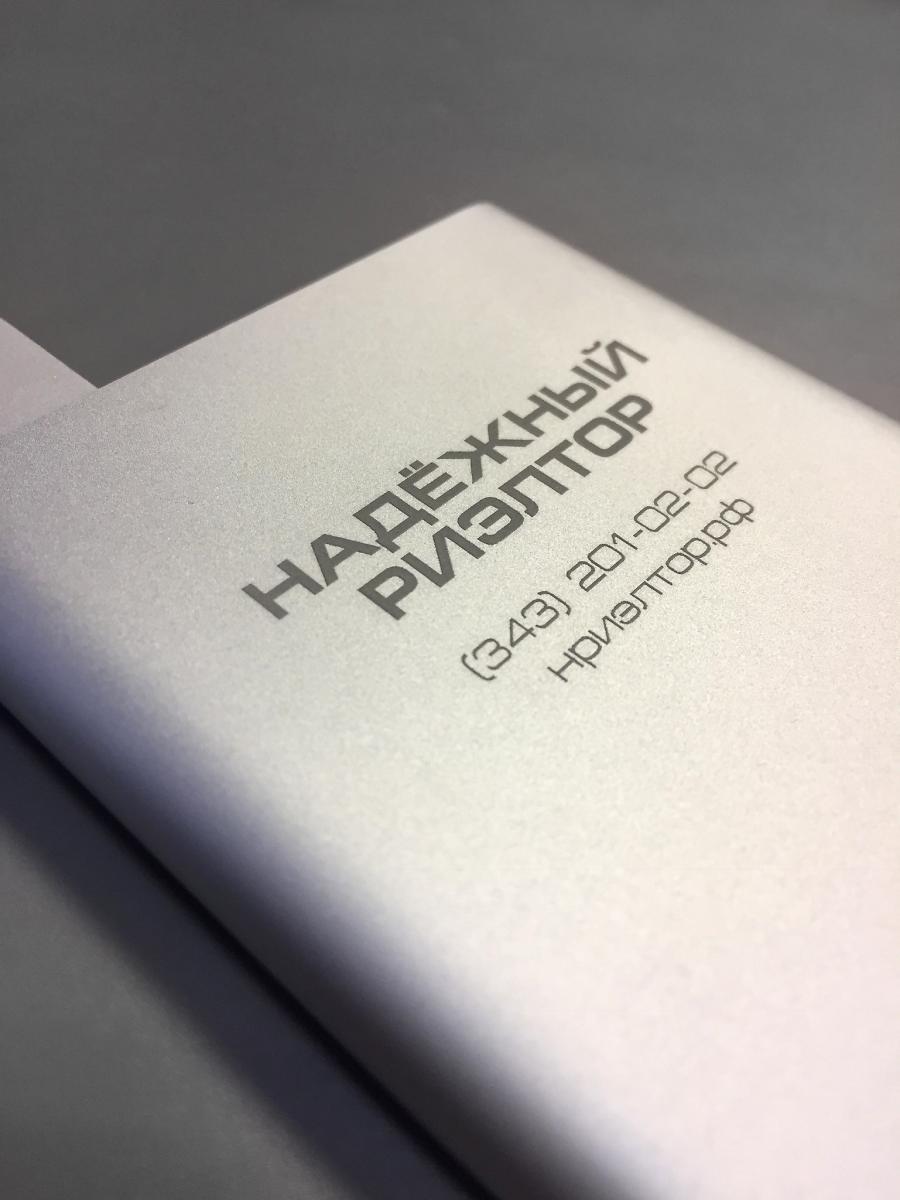 НАДЁЖНЫЙ
РИЭЛТОР
(343) 201-02-02
нриэлтор.рф